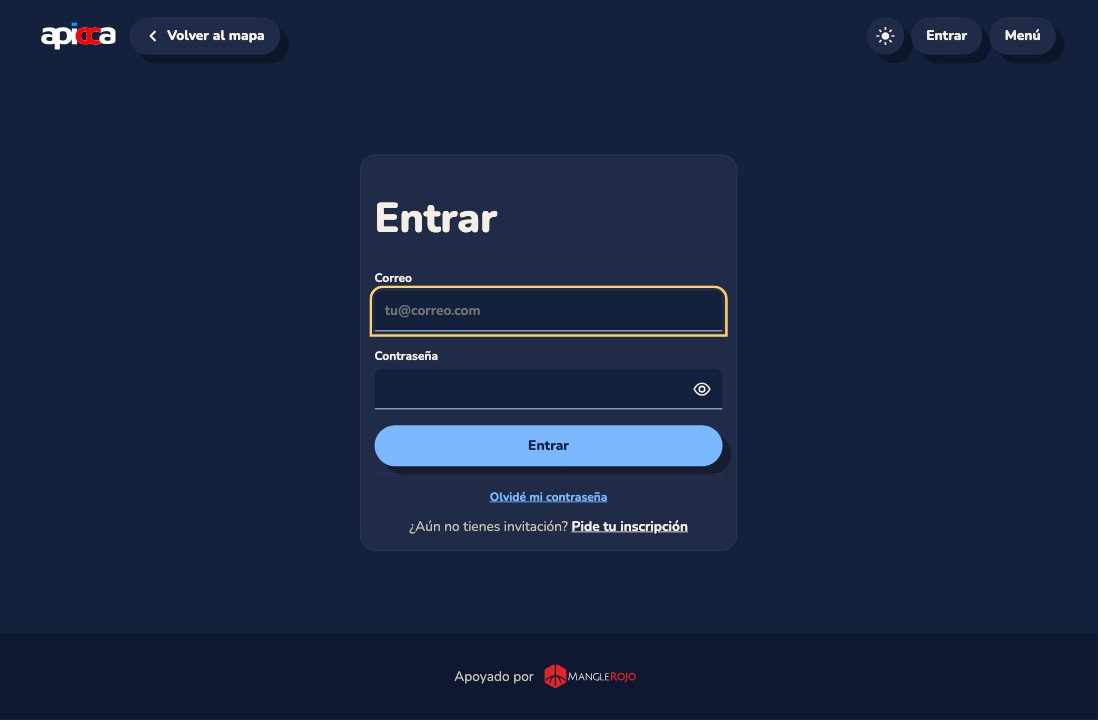 apicca
Volver al mapa
Entrar
Menú
Entrar
Correo
tu@correo.com
Contraseña
Entrar
Olvidé mi contraseña
¿Aún no tienes invitación? Pide tu inscripción
Apoyado por MANGLEROJO